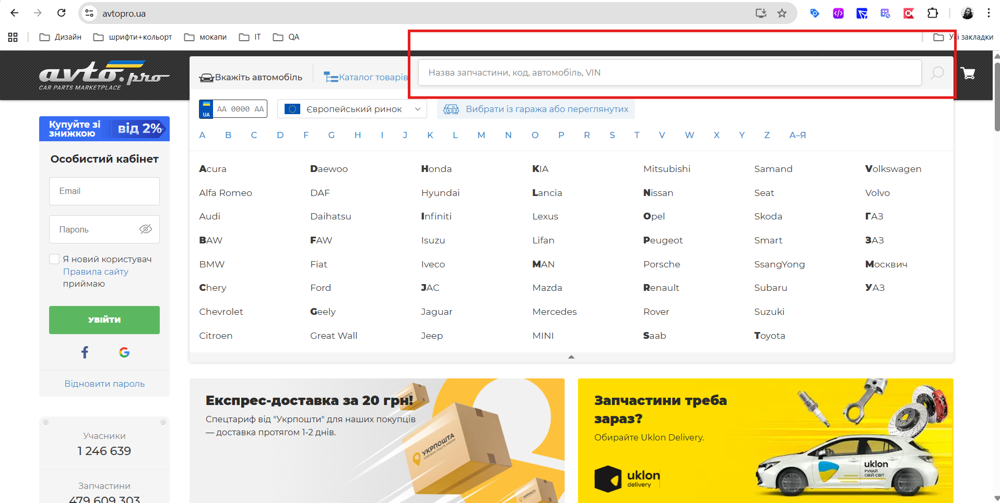 avtopro.ua
Дизайн
шрифти+кольорт
мокапи
IT
QA
Усі закладки
avto.pro
CAR PARTS MARKETPLACE
Вкажіть автомобіль
Каталог товарів
Назва запчастини, код, автомобіль, VIN
UA
AA 0000 AA
Європейський ринок
Вибрати із гаража або переглянутих
A B C D F G H I J K L M N O P R S T V W X Y Z А–Я
Купуйте зі
знижкою
від 2%
Особистий кабінет
Email
Пароль
Я новий користувач
Правила сайту
приймаю
УВІЙТИ
Відновити пароль
Учасники
1 246 639
Запчастини
479 609 303
Acura
Alfa Romeo
Audi
BAW
BMW
Chery
Chevrolet
Citroen
Daewoo
DAF
Daihatsu
FAW
Fiat
Ford
Geely
Great Wall
Honda
Hyundai
Infiniti
Isuzu
Iveco
JAC
Jaguar
Jeep
KIA
Lancia
Lexus
Lifan
MAN
Mazda
Mercedes
MINI
Mitsubishi
Nissan
Opel
Peugeot
Porsche
Renault
Rover
Saab
Samand
Seat
Skoda
Smart
SsangYong
Subaru
Suzuki
Toyota
Volkswagen
Volvo
ГАЗ
ЗАЗ
Москвич
УАЗ
Експрес-доставка за 20 грн!
Спецтариф від "Укрпошти" для наших покупців
— доставка протягом 1-2 днів.
УКРПОШТА
Запчастини треба
зараз?
Обирайте Uklon Delivery.
uklon
delivery
uklon
РУХАЙ
СВІЙ СВІТ